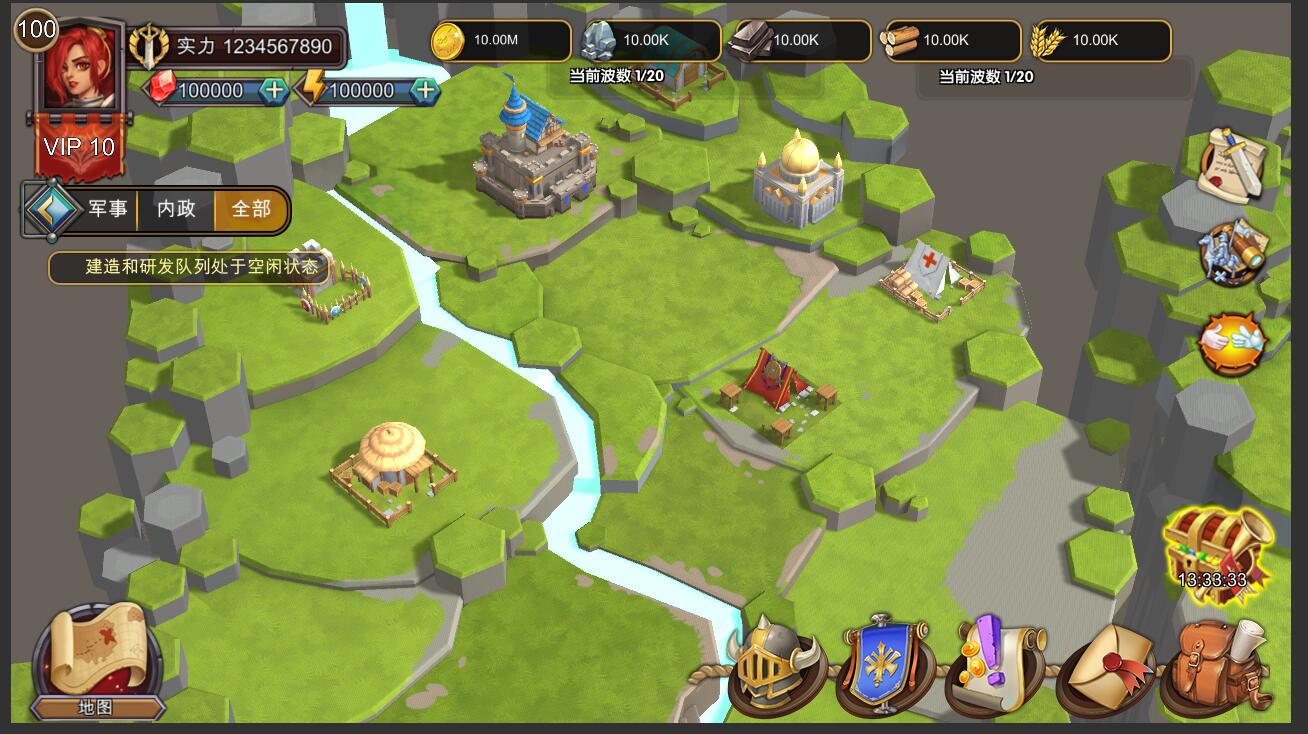 100
实力 1234567890
10.00M
10.00K
10.00K
10.00K
10.00K
当前波数 1/20
当前波数 1/20
100000
100000
VIP 10
军事
内政
全部
建造和研发队列处于空闲状态
13:33:33
地图